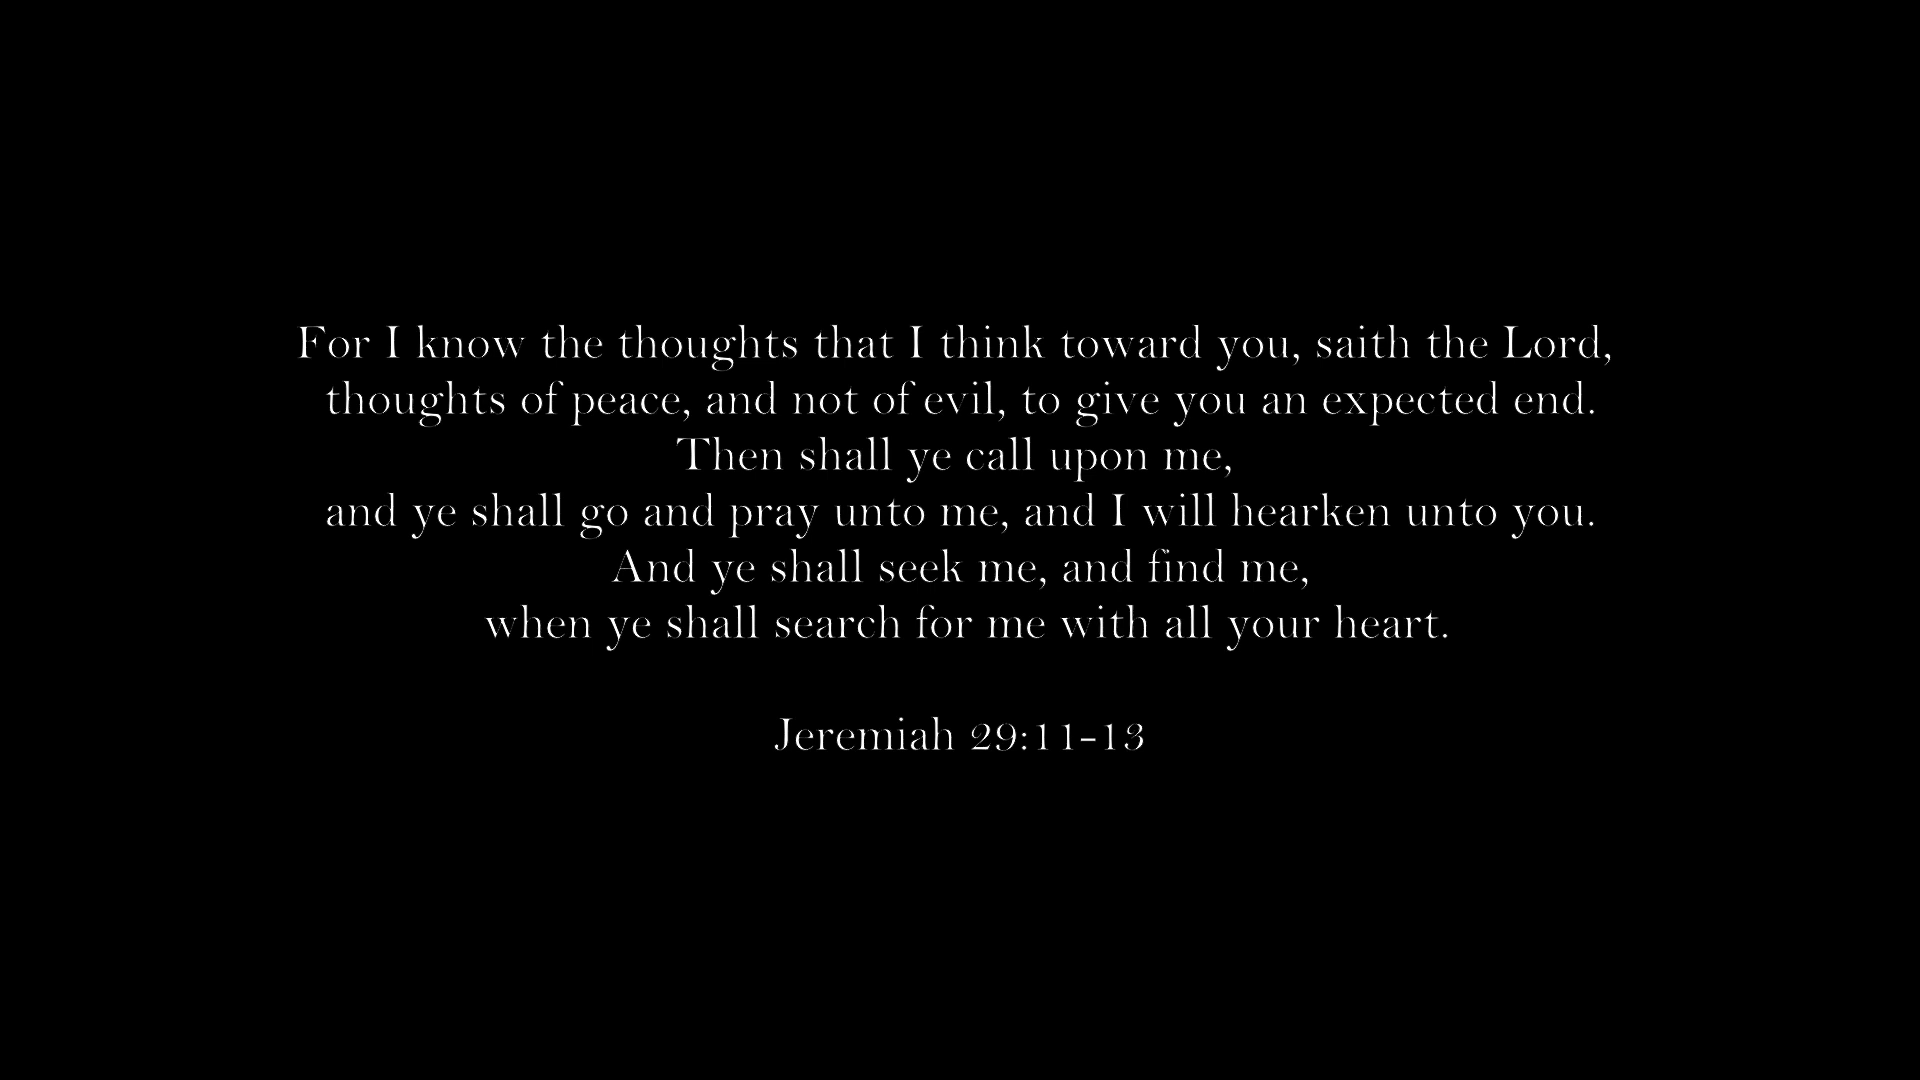 For I know the thoughts that I think toward you, saith the Lord,
thoughts of peace, and not of evil, to give you an expected end.
Then shall ye call upon me,
and ye shall go and pray unto me, and I will hearken unto you.
And ye shall seek me, and find me,
when ye shall search for me with all your heart.
Jeremiah 29:11-13